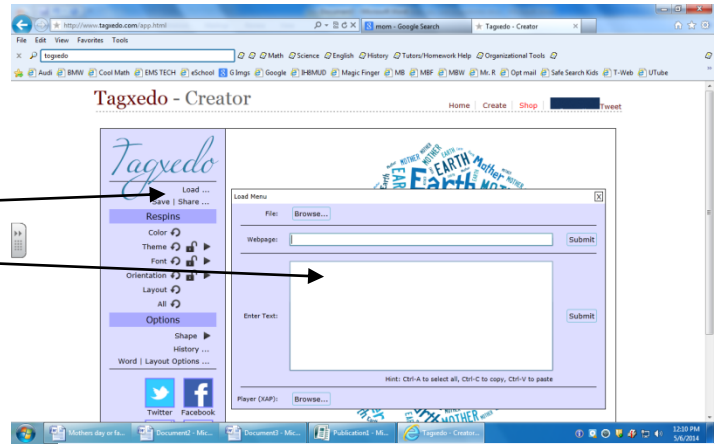 http://www.tagxedo.com/app.html
mom - Google Search
Tagxedo - Creator
File Edit View Favorites Tools
togxedo
Math Science English History Tutors/Homework Help Organizational Tools
Audi BMW Cool Math EMS TECH eSchool G Imgs Google IHBMUD Magic Finger MB MBF MBW Mr. R Opt mail Safe Search Kids T-Web UTube
Tagxedo - Creator
Home | Create | Shop |
Tweet
Tagxedo
Load ...
Save | Share ...
Respins
Color
Theme
Font
Orientation
Layout
All
Options
Shape
History ...
Word | Layout Options ...
Twitter Facebook
MOTHER EARTH Mother
EARTH Earth
Load Menu X
File: Browse...
Webpage: Submit
Enter Text: Submit
Hint: Ctrl-A to select all, Ctrl-C to copy, Ctrl-V to paste
Player (XAP): Browse...
MOTHER
Mothers day or fa... Document2 - Mic... Document3 - Mic... Publication1 - Mi... Tagxedo - Creator...
12:10 PM
5/6/2014